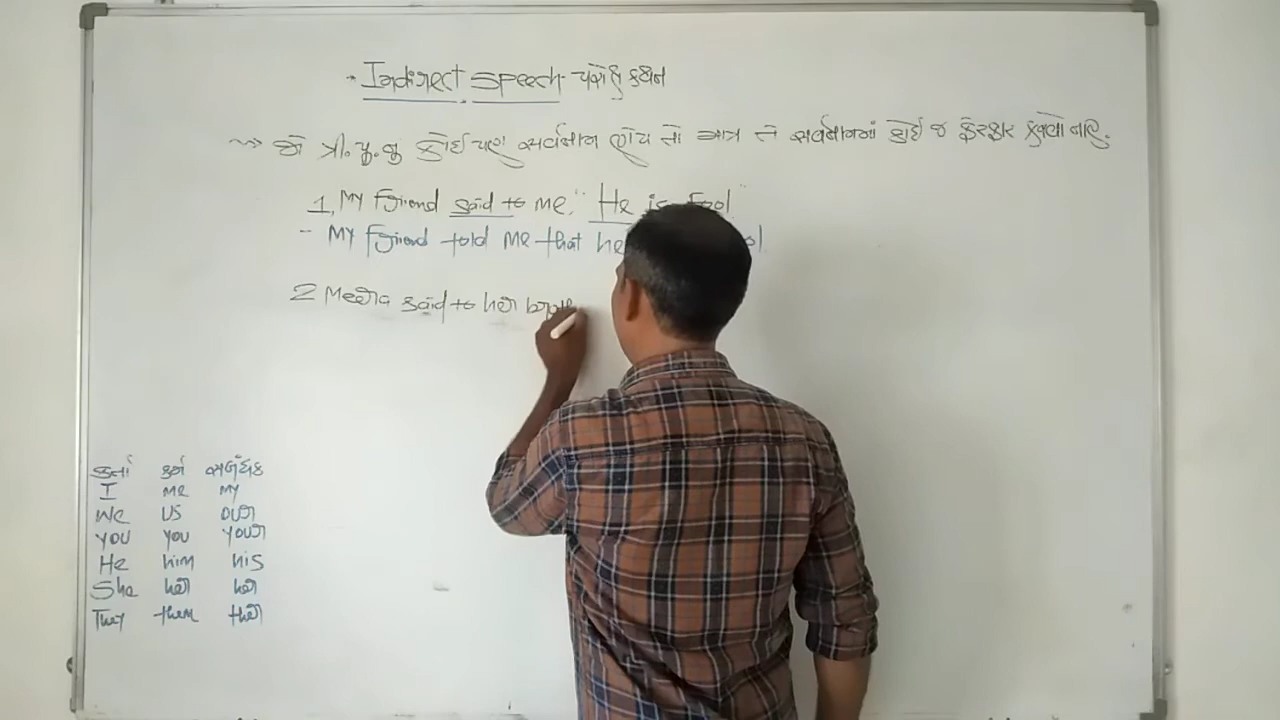 Indirect Speech પરોક્ષ કથન
જો ત્રી.પુ.નું કોઈ પણ સર્વનામ હોય તો માત્ર તે સર્વનામમાં કોઈ જ ફેરફાર કરવો નહિ.
1, My friend said to me, "He is fool"
- My friend told me that he
2 Meera said to her broth
કર્તા કર્મ સબંધક
I me my
We us our
you you your
He him his
She her her
They them their